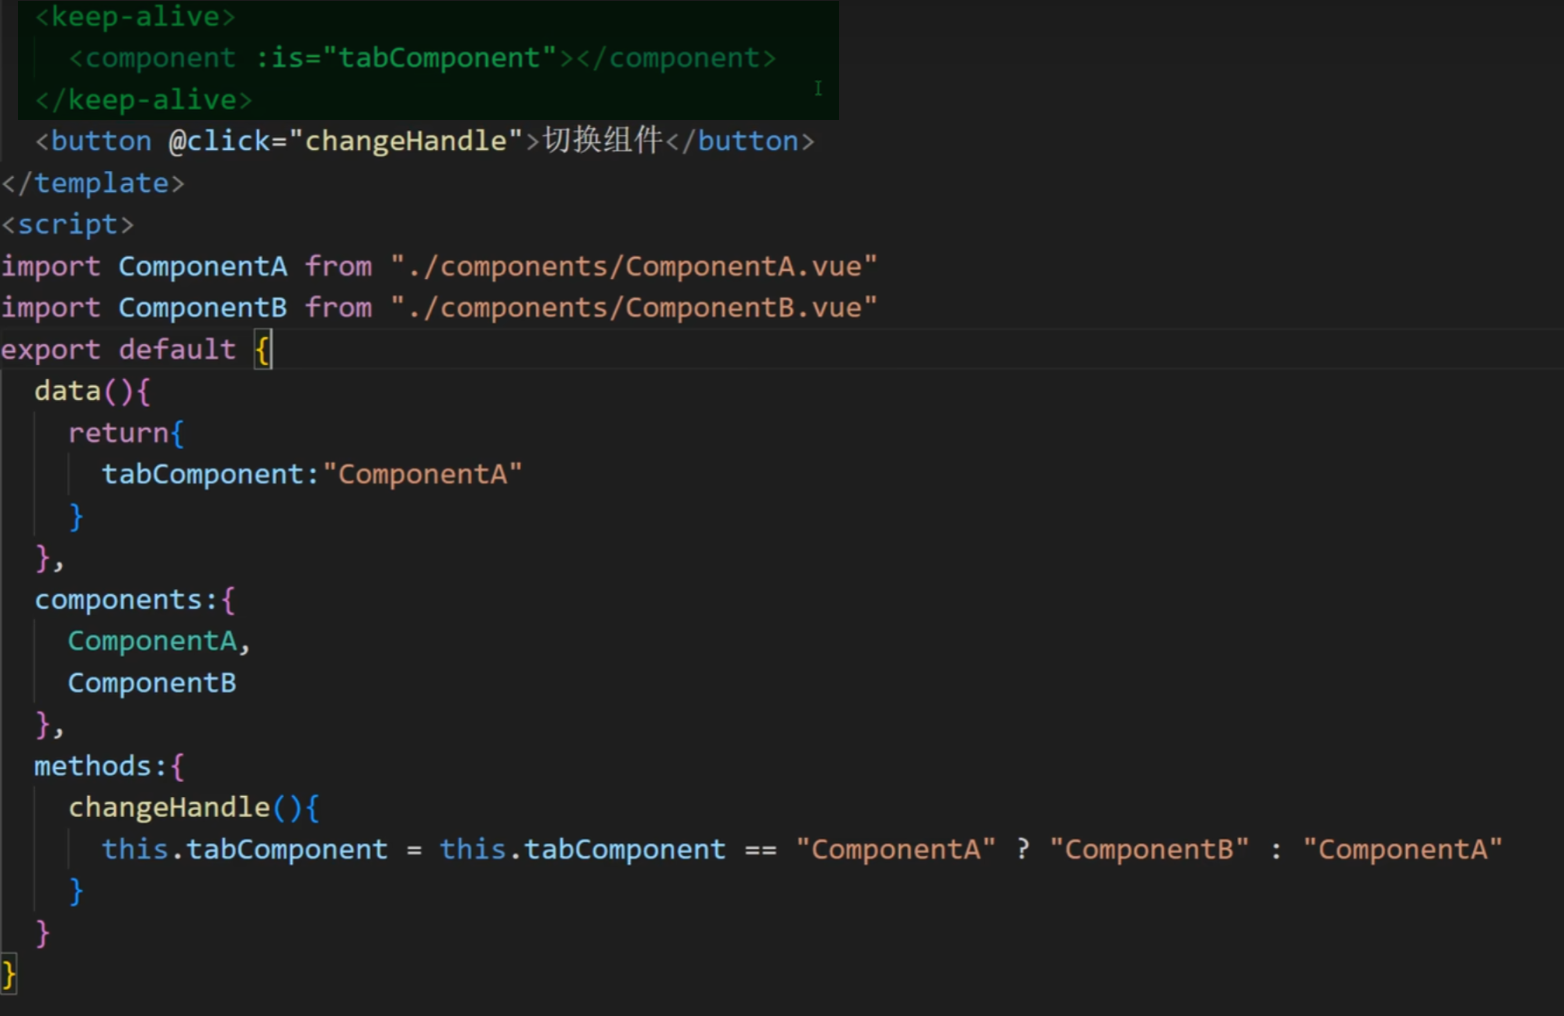 <keep-alive>
<component :is="tabComponent"></component>
</keep-alive>
<button @click="changeHandle">切换组件</button>
</template>
<script>
import ComponentA from "./components/ComponentA.vue"
import ComponentB from "./components/ComponentB.vue"
export default {
data(){
return{
tabComponent:"ComponentA"
}
},
components:{
ComponentA,
ComponentB
},
methods:{
changeHandle(){
this.tabComponent = this.tabComponent == "ComponentA" ? "ComponentB" : "ComponentA"
}
}
}